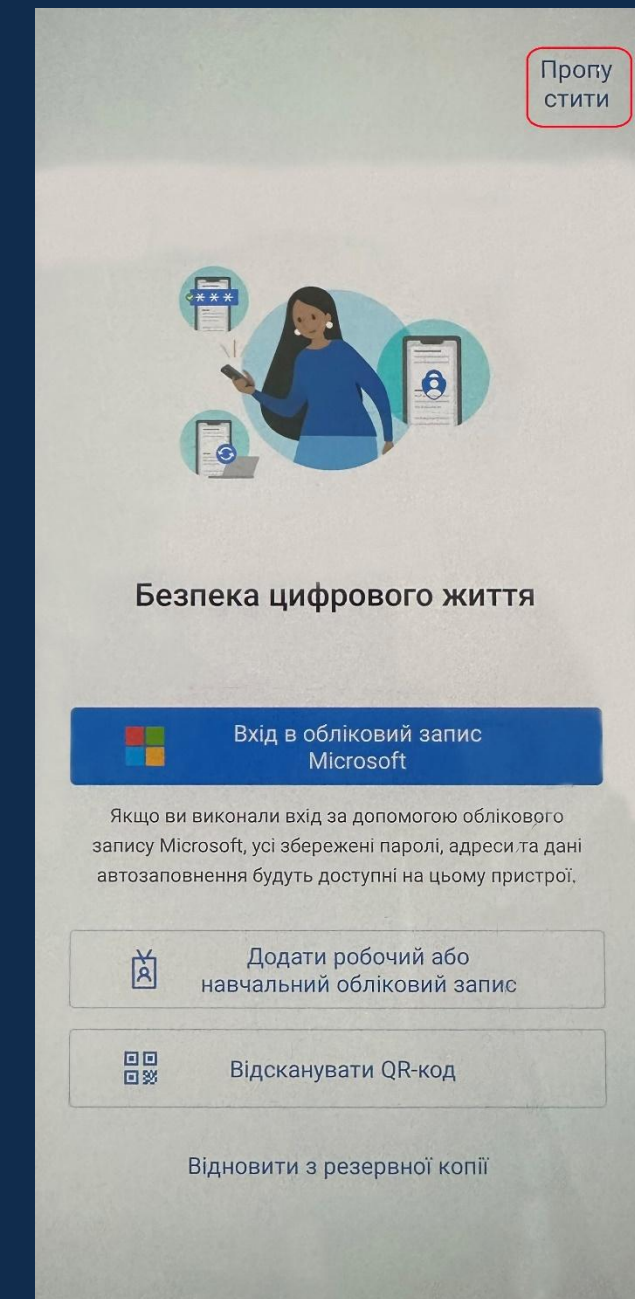 Пропу
стити
***
Безпека цифрового життя
Вхід в обліковий запис
Microsoft
Якщо ви виконали вхід за допомогою облікового
запису Microsoft, усі збережені паролі, адреси та дані
автозаповнення будуть доступні на цьому пристрої.
Додати робочий або
навчальний обліковий запис
Відсканувати QR-код
Відновити з резервної копії